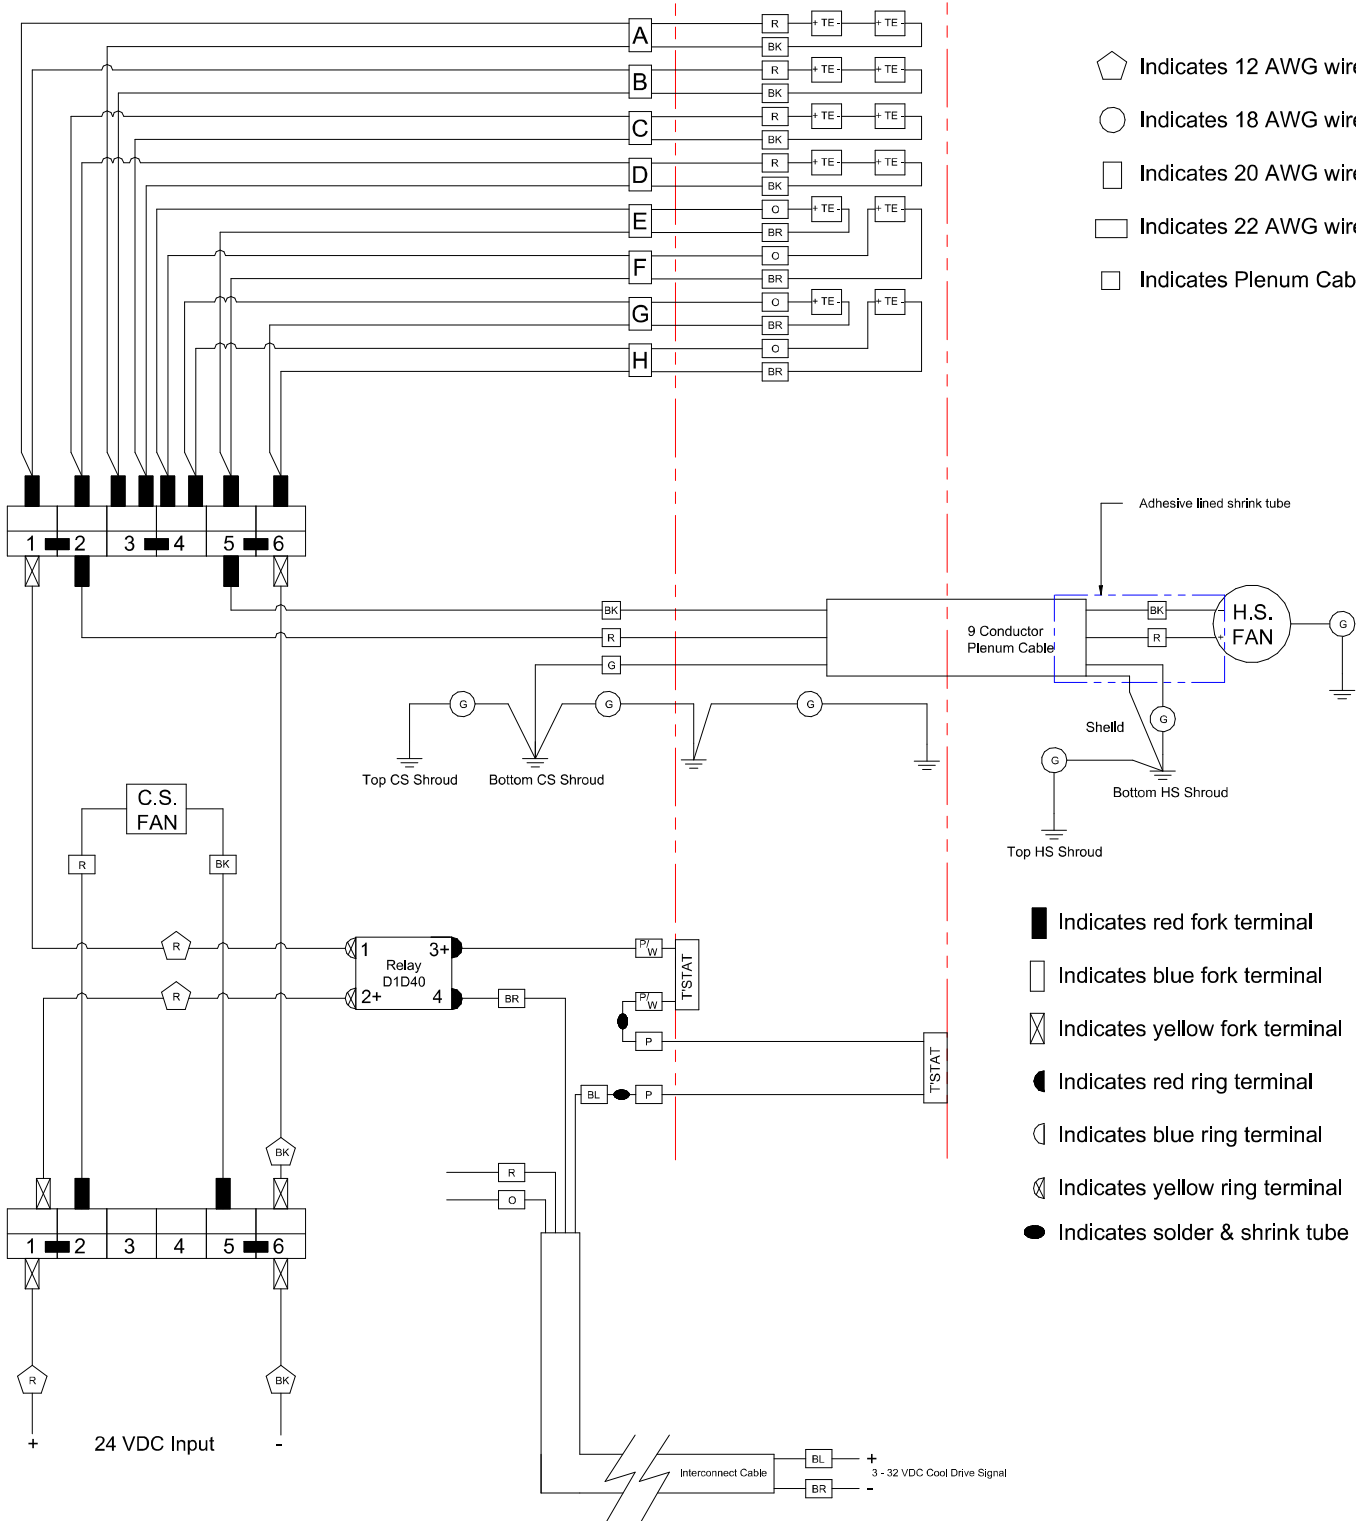 A
R
+ TE -
+ TE -
BK
B
R
+ TE -
+ TE -
BK
C
R
+ TE -
+ TE -
BK
D
R
+ TE -
+ TE -
BK
E
O
+ TE -
+ TE -
BR
F
O
BR
G
O
+ TE -
+ TE -
BR
H
O
BR
Indicates 12 AWG wire
Indicates 18 AWG wire
Indicates 20 AWG wire
Indicates 22 AWG wire
Indicates Plenum Cab
1 2 3 4 5 6
Adhesive lined shrink tube
BK
R
G
9 Conductor
Plenum Cable
BK
R
-
+
H.S.
FAN
G
G
G
G
Top CS Shroud
Bottom CS Shroud
Sheild
G
G
Bottom HS Shroud
Top HS Shroud
C.S.
FAN
R
BK
R
R
1 3+
Relay
D1D40
2+ 4
BR
P/W
P/W
T'STAT
P
T'STAT
BL
P
BK
R
O
Indicates red fork terminal
Indicates blue fork terminal
Indicates yellow fork terminal
Indicates red ring terminal
Indicates blue ring terminal
Indicates yellow ring terminal
Indicates solder & shrink tube
1 2 3 4 5 6
R
BK
+ 24 VDC Input -
Interconnect Cable
BL +
3 - 32 VDC Cool Drive Signal
BR -